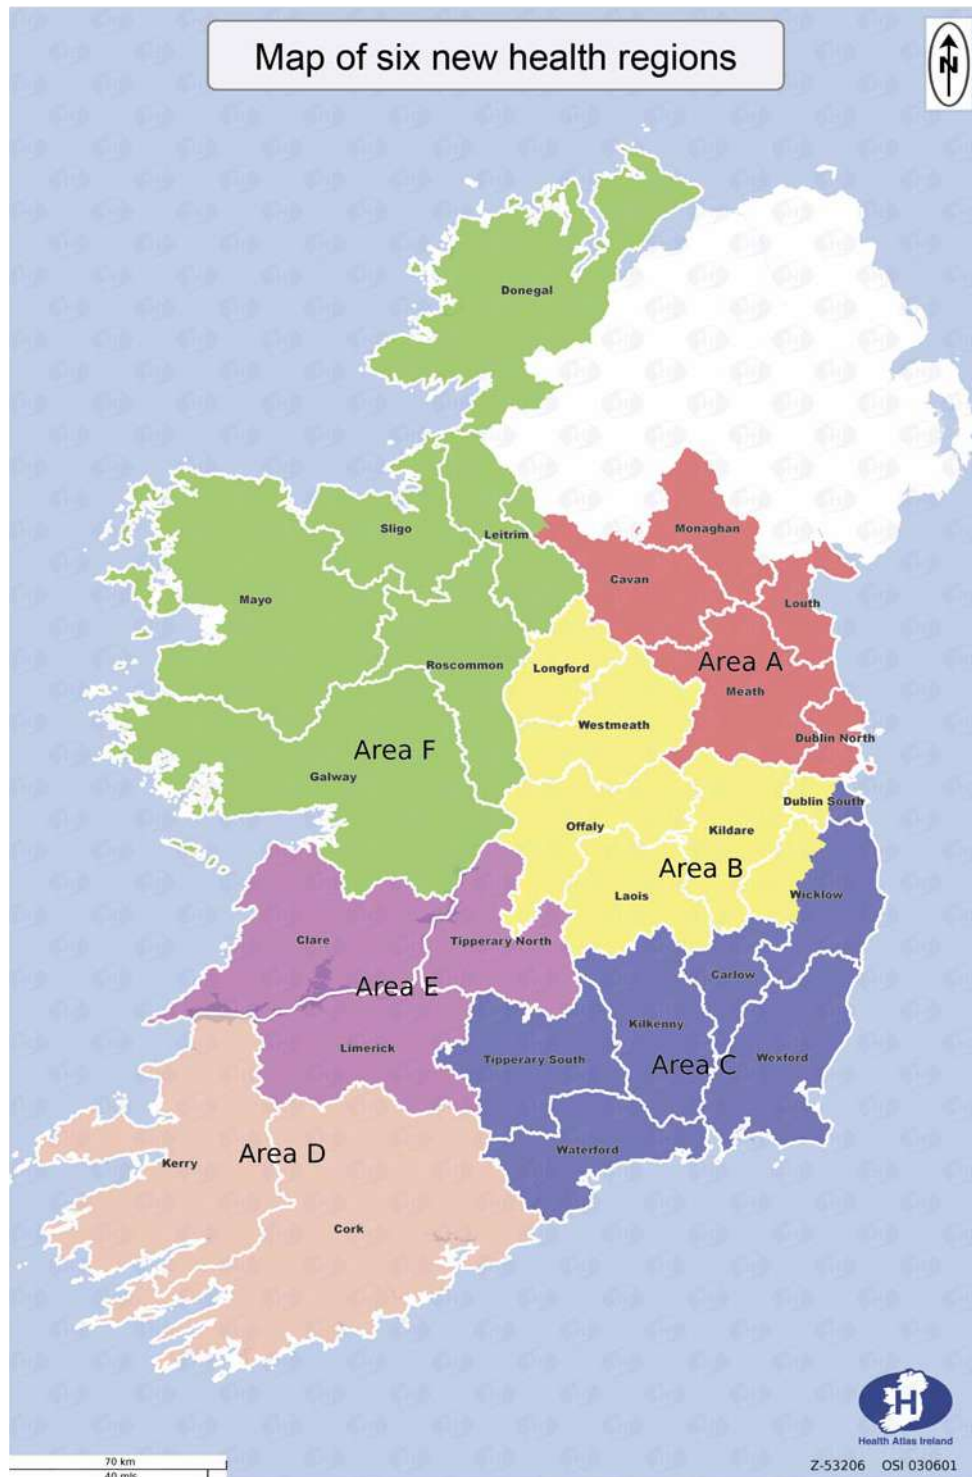 Map of six new health regions
N
Donegal
Monaghan
Sligo
Leitrim
Cavan
Mayo
Louth
Area A
Roscommon
Longford
Meath
Westmeath
Dublin North
Area F
Galway
Dublin South
Offaly
Kildare
Area B
Laois
Wicklow
Clare
Tipperary North
Carlow
Area E
Kilkenny
Limerick
Tipperary South
Area C
Wexford
Waterford
Area D
Kerry
Cork
H
Health Atlas Ireland
70 km
40 mls
Z-53206 OSI 030601